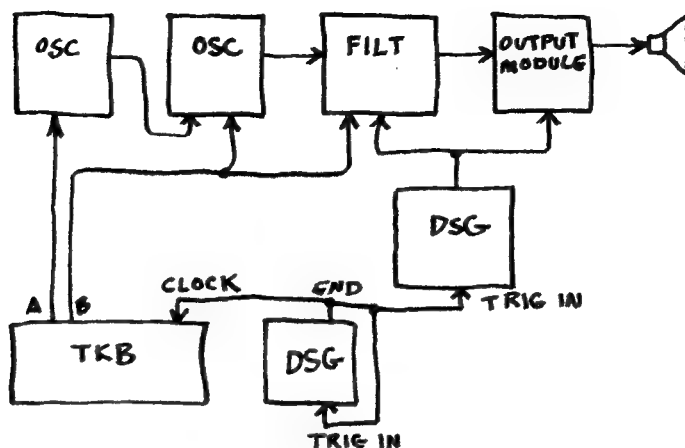 OSC
OSC
FILT
OUTPUT
MODULE
DSG
TRIG IN
CLOCK
END
A
B
TKB
DSG
TRIG IN